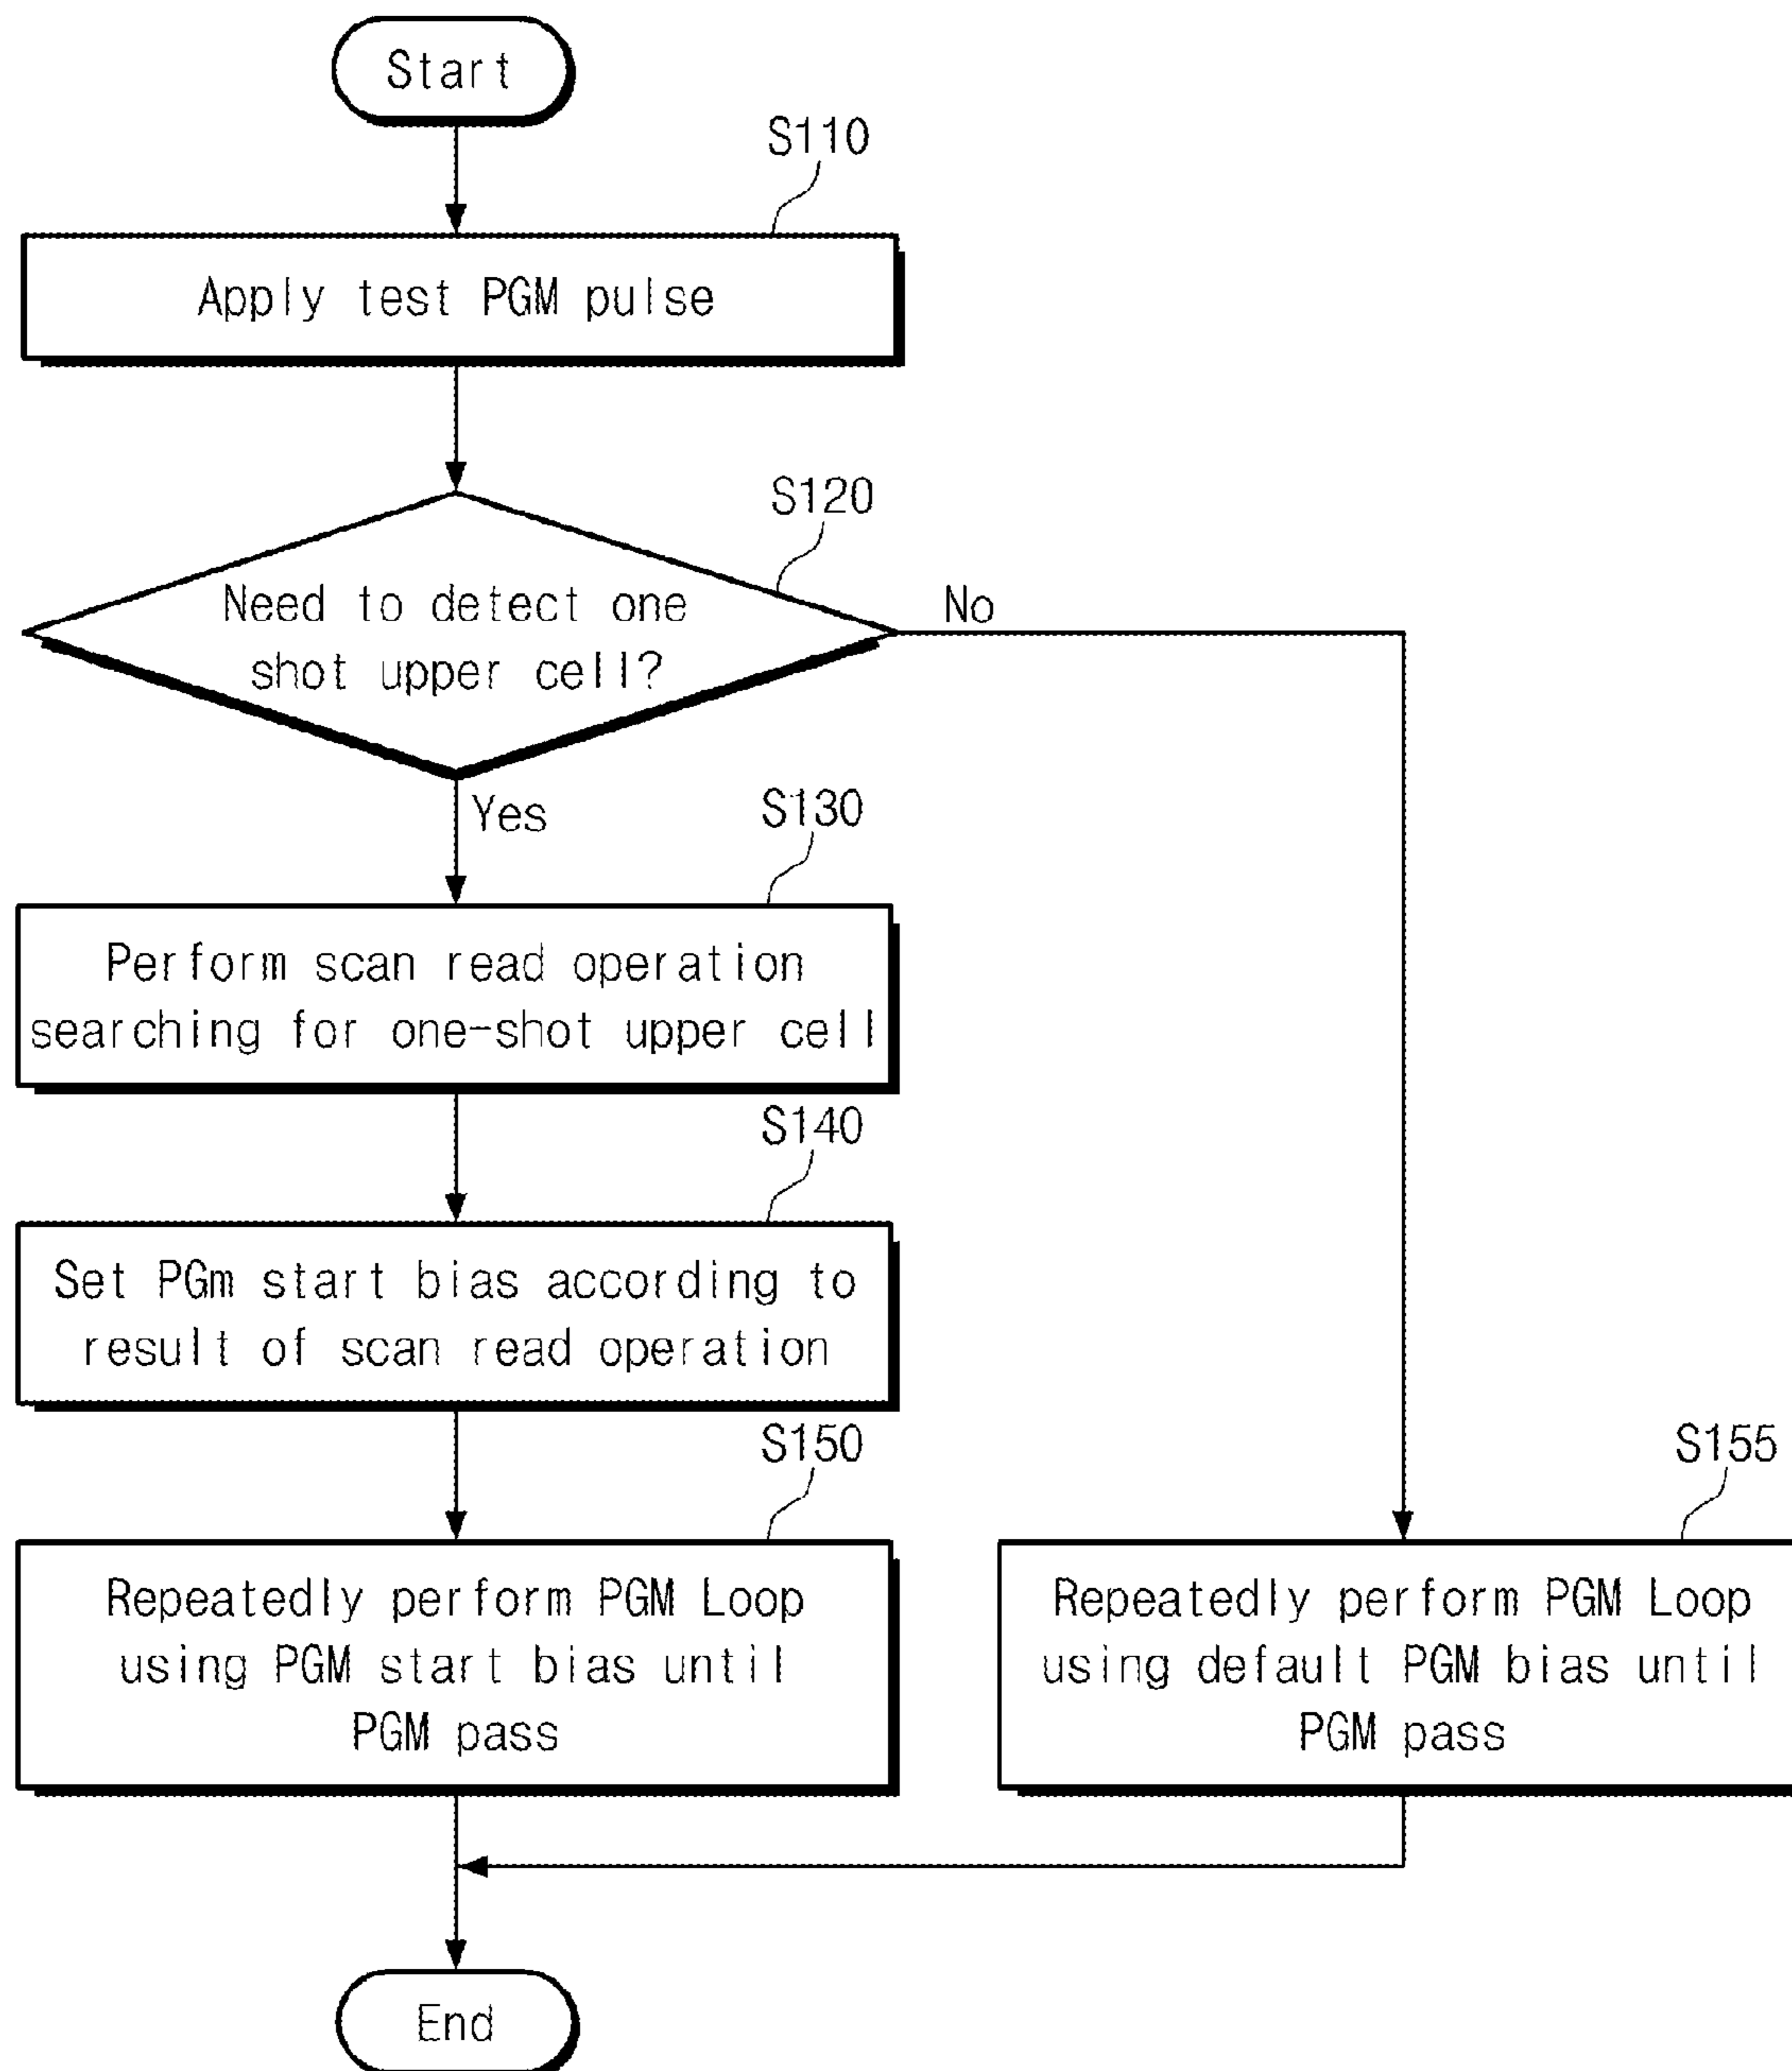 Start
S110
Apply test PGM pulse
S120
Need to detect one
shot upper cell?
No
Yes
S130
Perform scan read operation
searching for one-shot upper cell
S140
Set PGm start bias according to
result of scan read operation
S150
Repeatedly perform PGM Loop
using PGM start bias until
PGM pass
S155
Repeatedly perform PGM Loop
using default PGM bias until
PGM pass
End